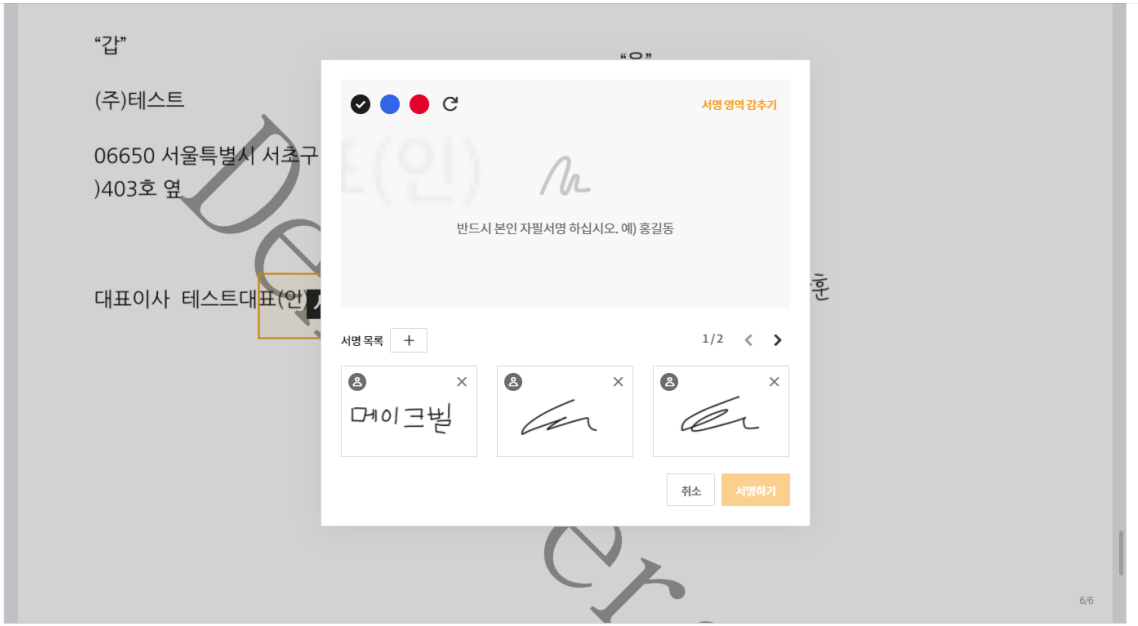 “갑”
“을”
(주)테스트
06650 서울특별시 서초구
)403호 옆
대표이사 테스트대표(인)
훈
서명 영역 감추기
(인)
반드시 본인 자필서명 하십시오. 예) 홍길동
서명 목록 +
1/2
메이크빌
취소
서명하기
6/6